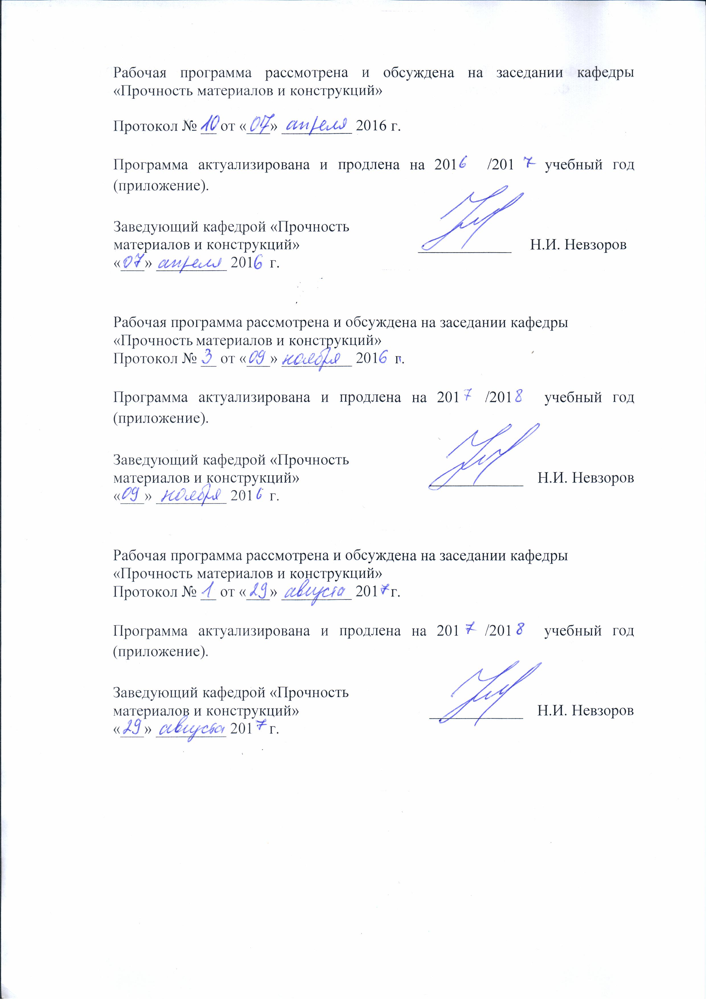 Рабочая программа рассмотрена и обсуждена на заседании кафедры
«Прочность материалов и конструкций»
Протокол № 10 от «07» апреля 2016 г.
Программа актуализирована и продлена на 2016 /2017 учебный год
(приложение).
Заведующий кафедрой «Прочность
материалов и конструкций» Н.И. Невзоров
«07» апреля 2016 г.
Рабочая программа рассмотрена и обсуждена на заседании кафедры
«Прочность материалов и конструкций»
Протокол № 3 от «09» ноября 2016 г.
Программа актуализирована и продлена на 2017 /2018 учебный год
(приложение).
Заведующий кафедрой «Прочность
материалов и конструкций» Н.И. Невзоров
«09» ноября 2016 г.
Рабочая программа рассмотрена и обсуждена на заседании кафедры
«Прочность материалов и конструкций»
Протокол № 1 от «29» августа 2017 г.
Программа актуализирована и продлена на 2017 /2018 учебный год
(приложение).
Заведующий кафедрой «Прочность
материалов и конструкций» Н.И. Невзоров
«29» августа 2017 г.